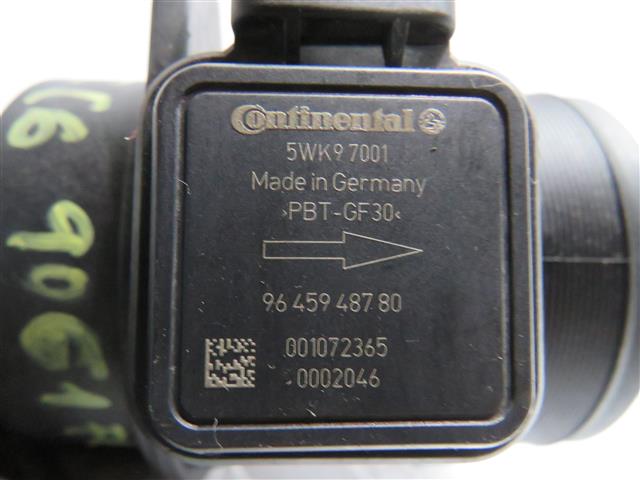 Continental
5WK9 7001
Made in Germany
›PBT-GF30‹
96 459 487 80
001072365
0002046